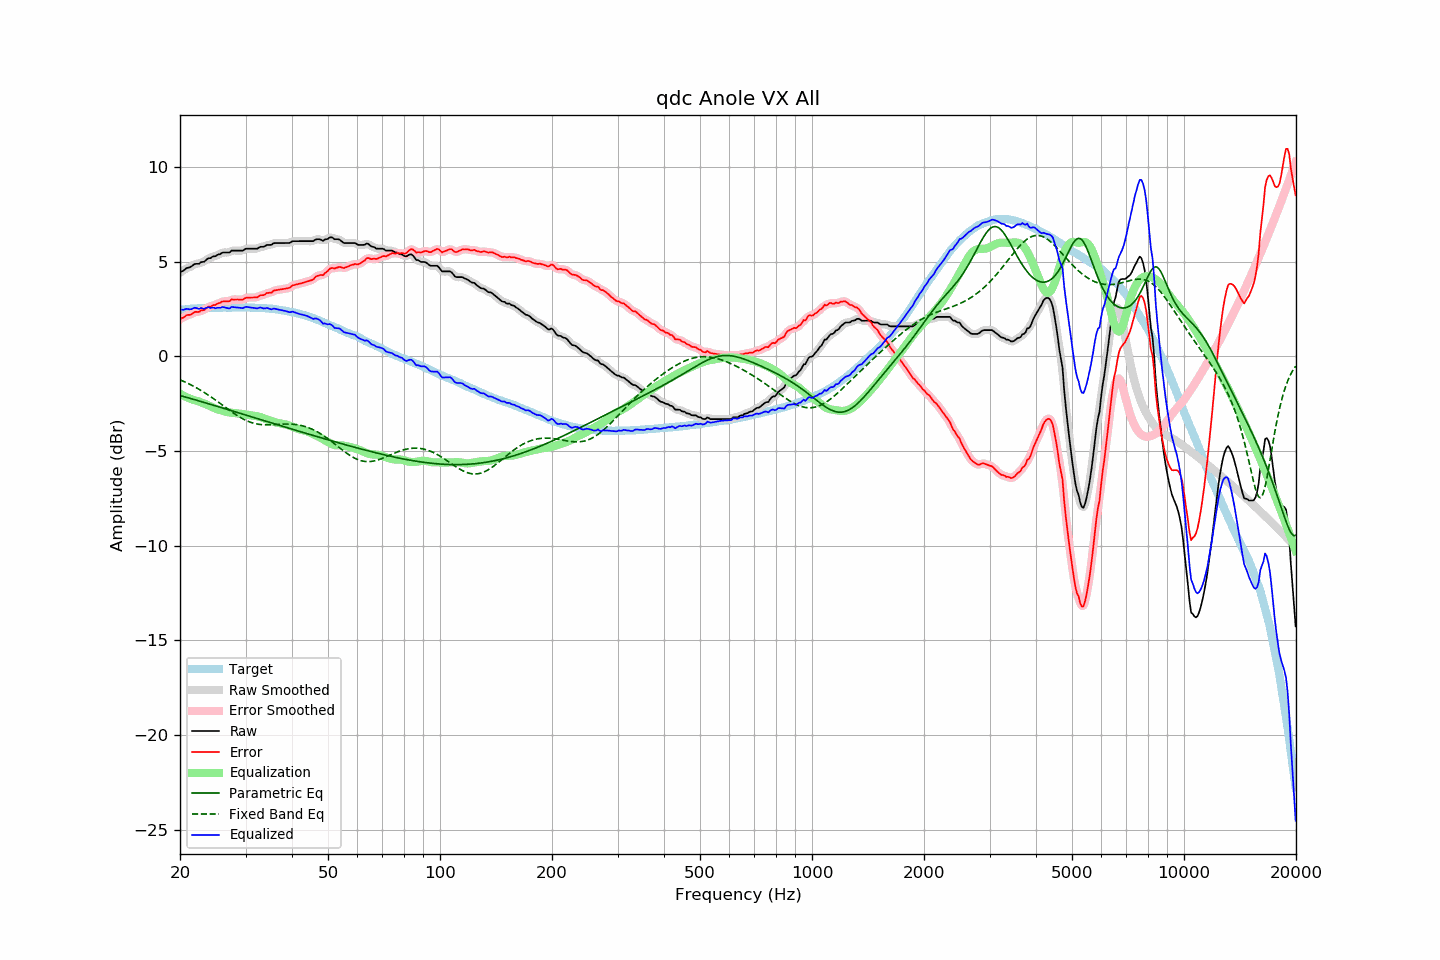 qdc Anole VX All
10
5
0
−5
−10
−15
−20
−25
Amplitude (dBr)
Target
Raw Smoothed
Error Smoothed
Raw
Error
Equalization
Parametric Eq
Fixed Band Eq
Equalized
20
50
100
200
500
1000
2000
5000
10000
20000
Frequency (Hz)